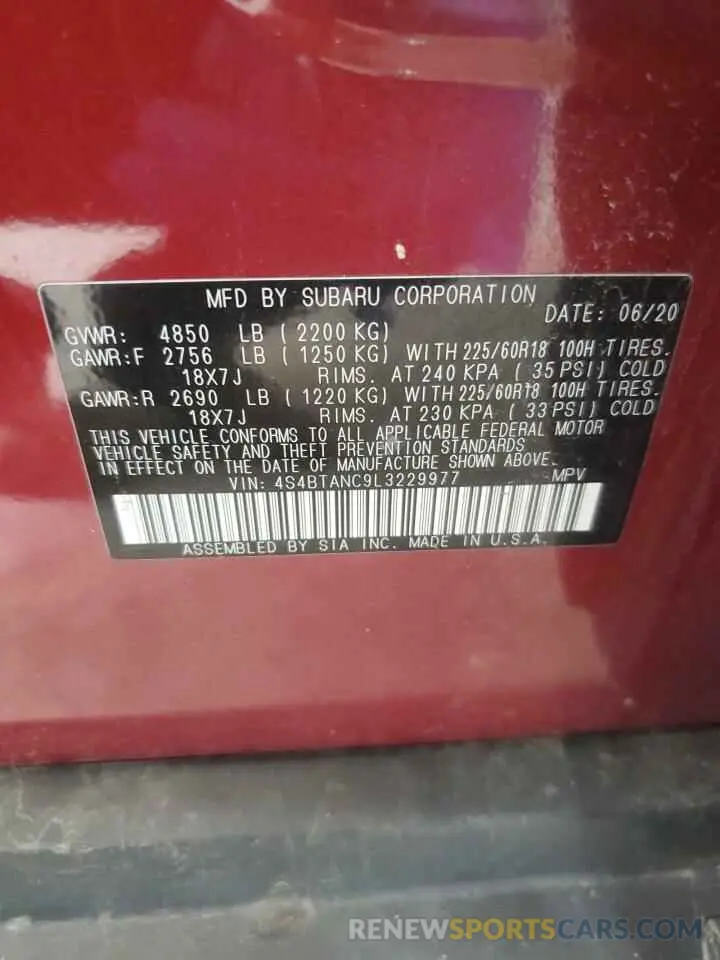 MFD BY SUBARU CORPORATION
DATE: 06/20
GVWR: 4850 LB ( 2200 KG)
GAWR:F 2756 LB ( 1250 KG) WITH 225/60R18 100H TIRES.
18X7J RIMS. AT 240 KPA ( 35 PSI) COLD
GAWR:R 2690 LB ( 1220 KG) WITH 225/60R18 100H TIRES.
18X7J RIMS. AT 230 KPA ( 33 PSI) COLD
THIS VEHICLE CONFORMS TO ALL APPLICABLE FEDERAL MOTOR
VEHICLE SAFETY AND THEFT PREVENTION STANDARDS
IN EFFECT ON THE DATE OF MANUFACTURE SHOWN ABOVE.
VIN: 4S4BTANC9L3229977 MPV
ASSEMBLED BY SIA INC. MADE IN U.S.A.
RENEWSPORTSCARS.COM